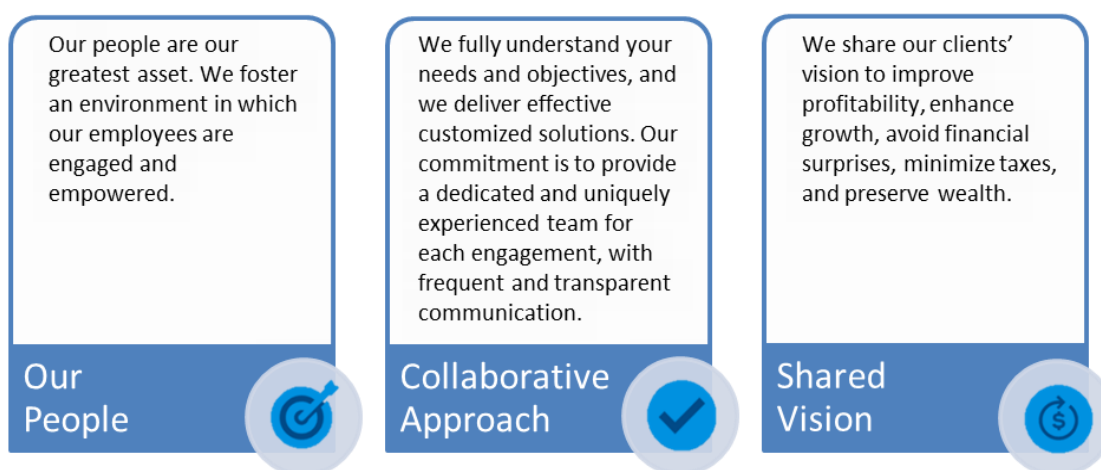 Our people are our
greatest asset. We foster
an environment in which
our employees are
engaged and
empowered.
Our
People
We fully understand your
needs and objectives, and
we deliver effective
customized solutions. Our
commitment is to provide
a dedicated and uniquely
experienced team for
each engagement, with
frequent and transparent
communication.
Collaborative
Approach
We share our clients’
vision to improve
profitability, enhance
growth, avoid financial
surprises, minimize taxes,
and preserve wealth.
Shared
Vision
$